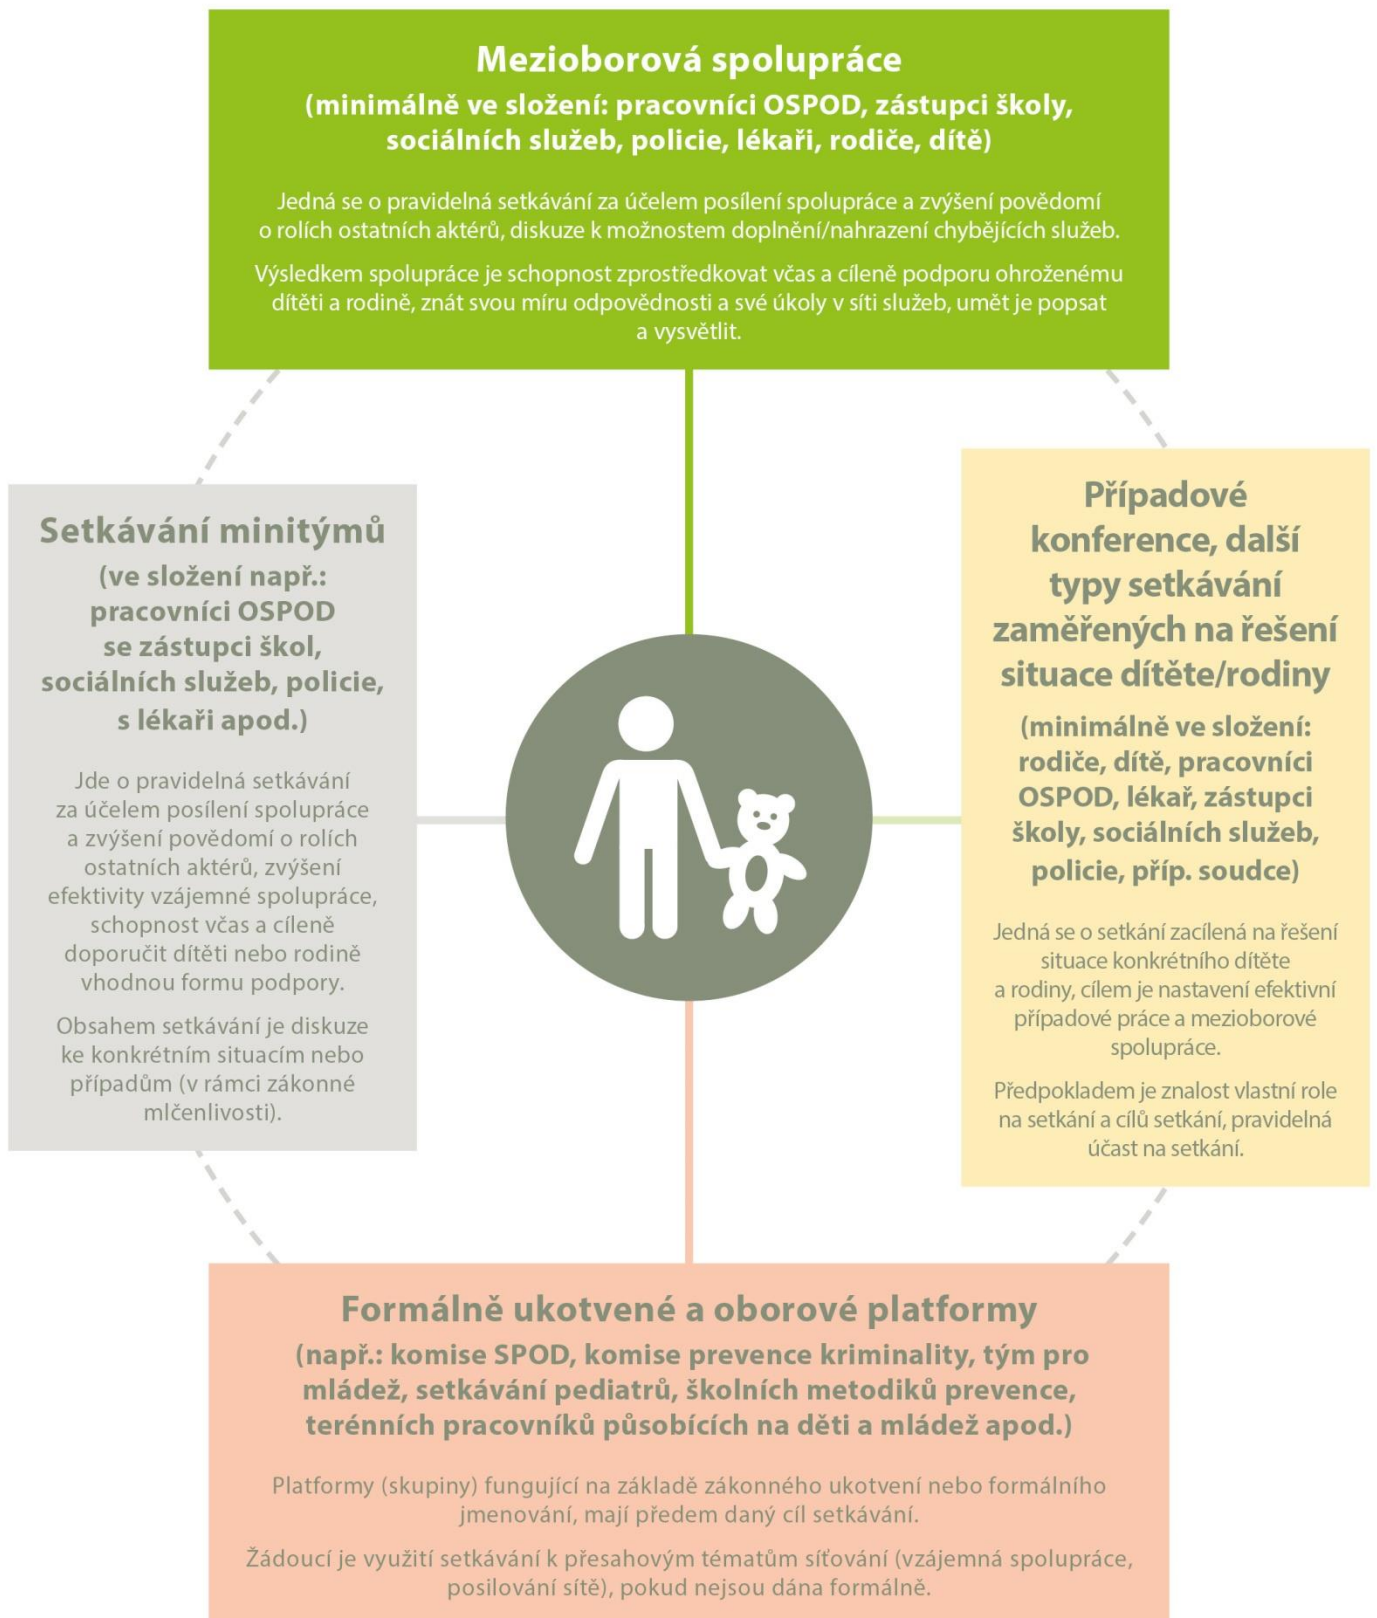 Mezioborová spolupráce
(minimálně ve složení: pracovníci OSPOD, zástupci školy,
sociálních služeb, policie, lékaři, rodiče, dítě)
Jedná se o pravidelná setkávání za účelem posílení spolupráce a zvýšení povědomí
o rolích ostatních aktérů, diskuze k možnostem doplnění/nahrazení chybějících služeb.
Výsledkem spolupráce je schopnost zprostředkovat včas a cíleně podporu ohroženému
dítěti a rodině, znát svou míru odpovědnosti a své úkoly v síti služeb, umět je popsat
a vysvětlit.
Setkávání minitýmů
(ve složení např.:
pracovníci OSPOD
se zástupci škol,
sociálních služeb, policie,
s lékaři apod.)
Jde o pravidelná setkávání
za účelem posílení spolupráce
a zvýšení povědomí o rolích
ostatních aktérů, zvýšení
efektivity vzájemné spolupráce,
schopnost včas a cíleně
doporučit dítěti nebo rodině
vhodnou formu podpory.
Obsahem setkávání je diskuze
ke konkrétním situacím nebo
případům (v rámci zákonné
mlčenlivosti).
Případové
konference, další
typy setkávání
zaměřených na řešení
situace dítěte/rodiny
(minimálně ve složení:
rodiče, dítě, pracovníci
OSPOD, lékař, zástupci
školy, sociálních služeb,
policie, příp. soudce)
Jedná se o setkání zacílená na řešení
situace konkrétního dítěte
a rodiny, cílem je nastavení efektivní
případové práce a mezioborové
spolupráce.
Předpokladem je znalost vlastní role
na setkání a cílů setkání, pravidelná
účast na setkání.
Formálně ukotvené a oborové platformy
(např.: komise SPOD, komise prevence kriminality, tým pro
mládež, setkávání pediatrů, školních metodiků prevence,
terénních pracovníků působících na děti a mládež apod.)
Platformy (skupiny) fungující na základě zákonného ukotvení nebo formálního
jmenování, mají předem daný cíl setkávání.
Žádoucí je využití setkávání k přesahovým tématům síťování (vzájemná spolupráce,
posilování sítě), pokud nejsou dána formálně.